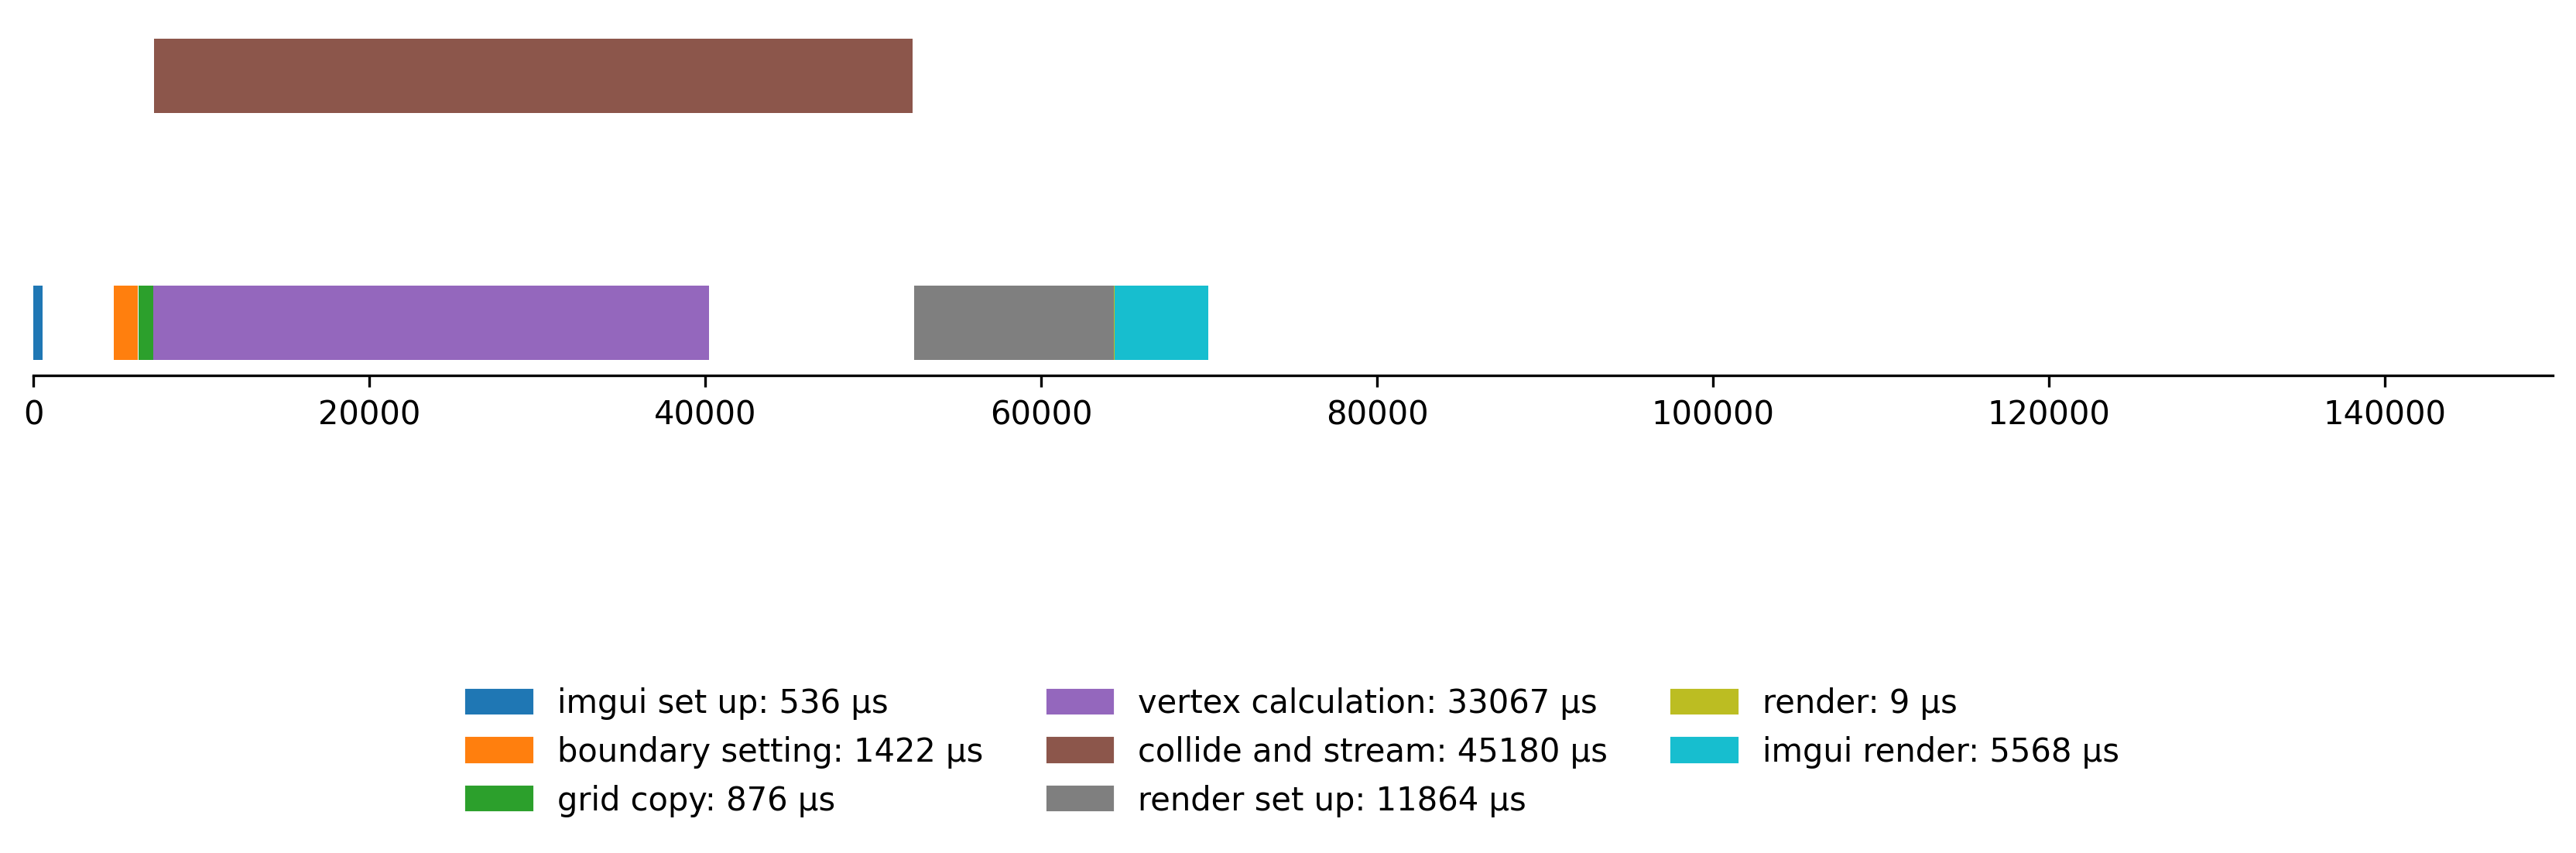 0 20000 40000 60000 80000 100000 120000 140000
imgui set up: 536 µs
boundary setting: 1422 µs
grid copy: 876 µs
vertex calculation: 33067 µs
collide and stream: 45180 µs
render set up: 11864 µs
render: 9 µs
imgui render: 5568 µs